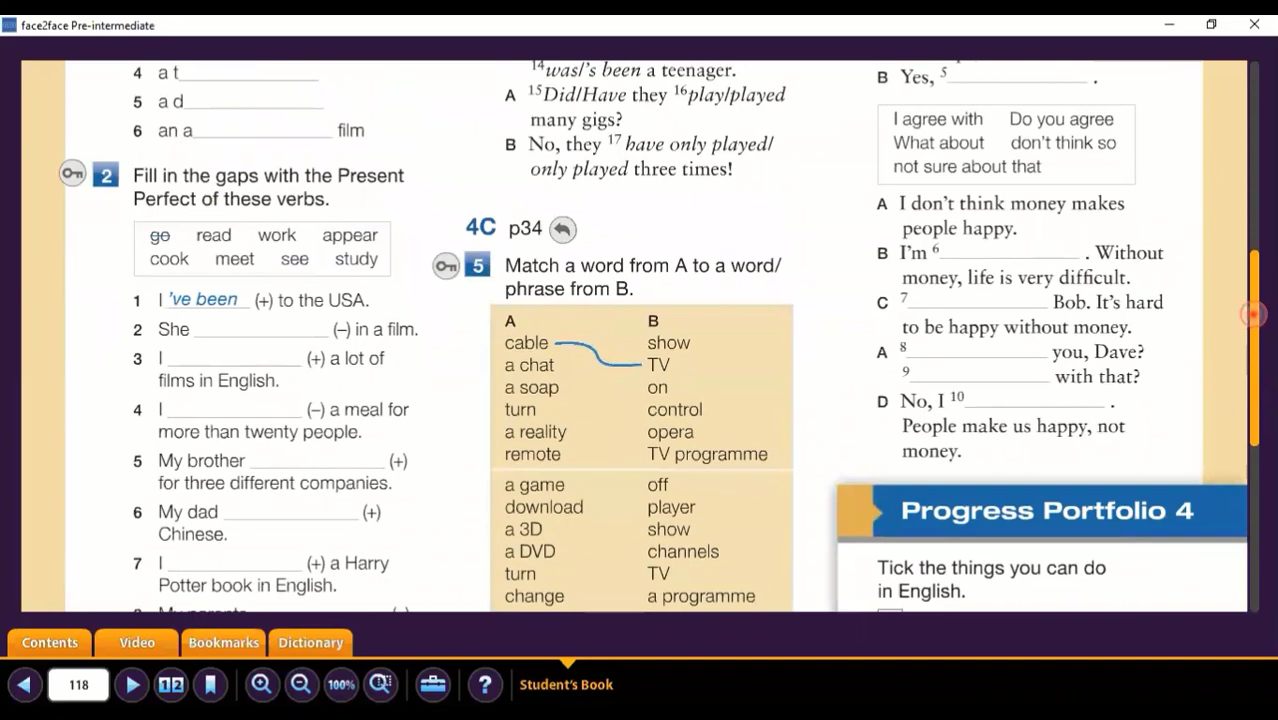 face2face Pre-intermediate
4 a t
5 a d
6 an a film
2 Fill in the gaps with the Present
Perfect of these verbs.
go read work appear
cook meet see study
1 I 've been (+) to the USA.
2 She (–) in a film.
3 I (+) a lot of
films in English.
4 I (–) a meal for
more than twenty people.
5 My brother (+)
for three different companies.
6 My dad (+)
Chinese.
7 I (+) a Harry
Potter book in English.
14 was/'s been a teenager.
A 15 Did/Have they 16 play/played
many gigs?
B No, they 17 have only played/
only played three times!
4C p34
5 Match a word from A to a word/
phrase from B.
A B
cable show
a chat TV
a soap on
turn control
a reality opera
remote TV programme
a game off
download player
a 3D show
a DVD channels
turn TV
change a programme
B Yes, 5 .
I agree with Do you agree
What about don't think so
not sure about that
A I don't think money makes
people happy.
B I'm 6 . Without
money, life is very difficult.
C 7 Bob. It's hard
to be happy without money.
A 8 you, Dave?
9 with that?
D No, I 10 .
People make us happy, not
money.
Progress Portfolio 4
Tick the things you can do
in English.
Contents Video Bookmarks Dictionary
118 12 100% ? Student's Book